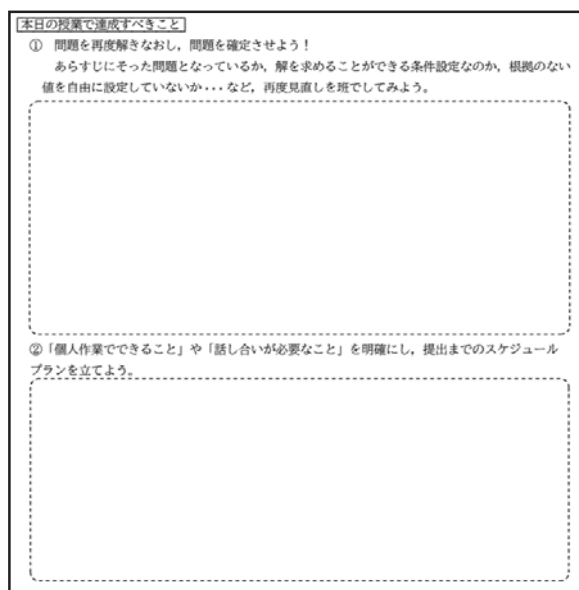 本日の授業で達成すべきこと
① 問題を再度解きなおし，問題を確定させよう！
あらすじにそった問題となっているか，解を求めることができる条件設定なのか，根拠のない
値を自由に設定していないか・・・など，再度見直しを班でしてみよう。
②「個人作業でできること」や「話し合いが必要なこと」を明確にし，提出までのスケジュール
プランを立てよう。